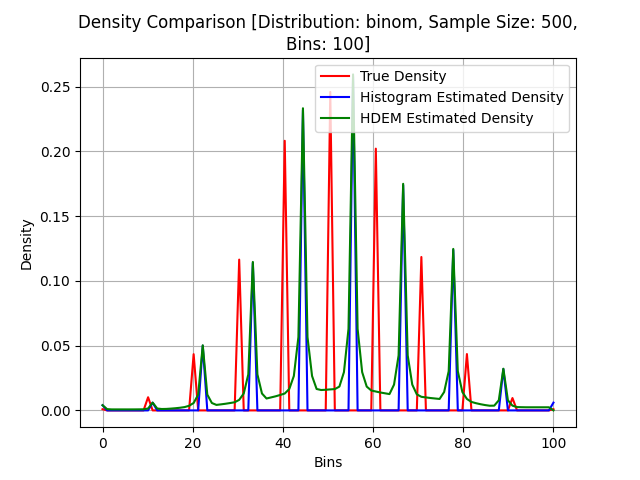 Density Comparison [Distribution: binom, Sample Size: 500,
Bins: 100]
True Density
Histogram Estimated Density
HDEM Estimated Density
Density
0.25
0.20
0.15
0.10
0.05
0.00
0 20 40 60 80 100
Bins